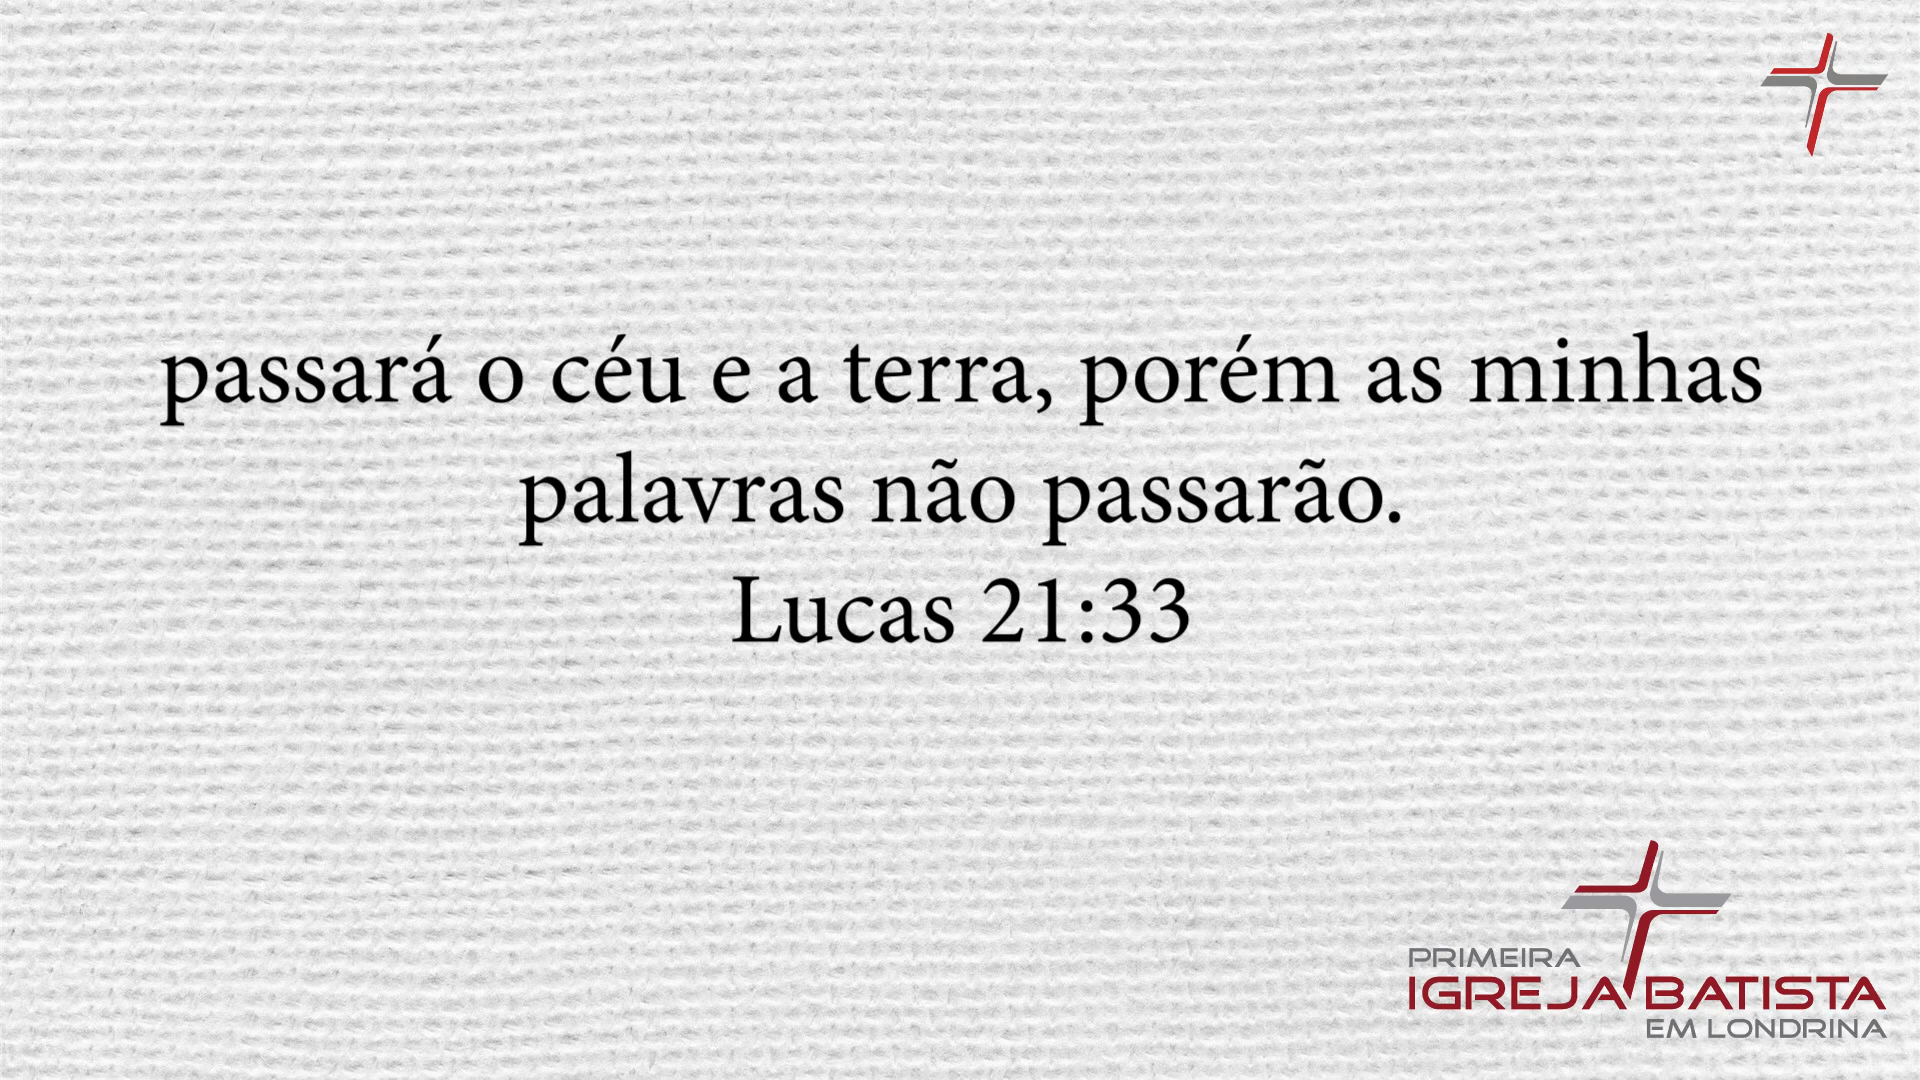 passará o céu e a terra, porém as minhas
palavras não passarão.
Lucas 21:33
PRIMEIRA
IGREJA BATISTA
EM LONDRINA